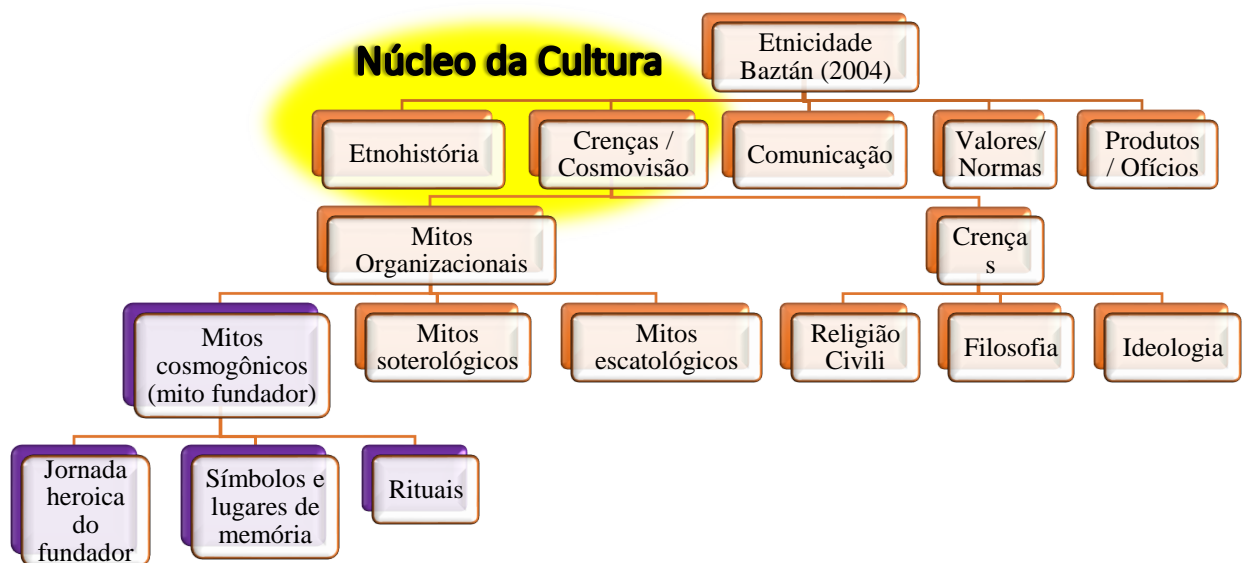 Núcleo da Cultura
Etnicidade
Baztán (2004)
Etnohistória
Crenças /
Cosmovisão
Comunicação
Valores/
Normas
Produtos
/ Ofícios
Mitos
Organizacionais
Crença
s
Mitos
cosmogônicos
(mito fundador)
Mitos
soterológicos
Mitos
escatológicos
Religião
Civili
Filosofia
Ideologia
Jornada
heroica
do
fundador
Símbolos e
lugares de
memória
Rituais